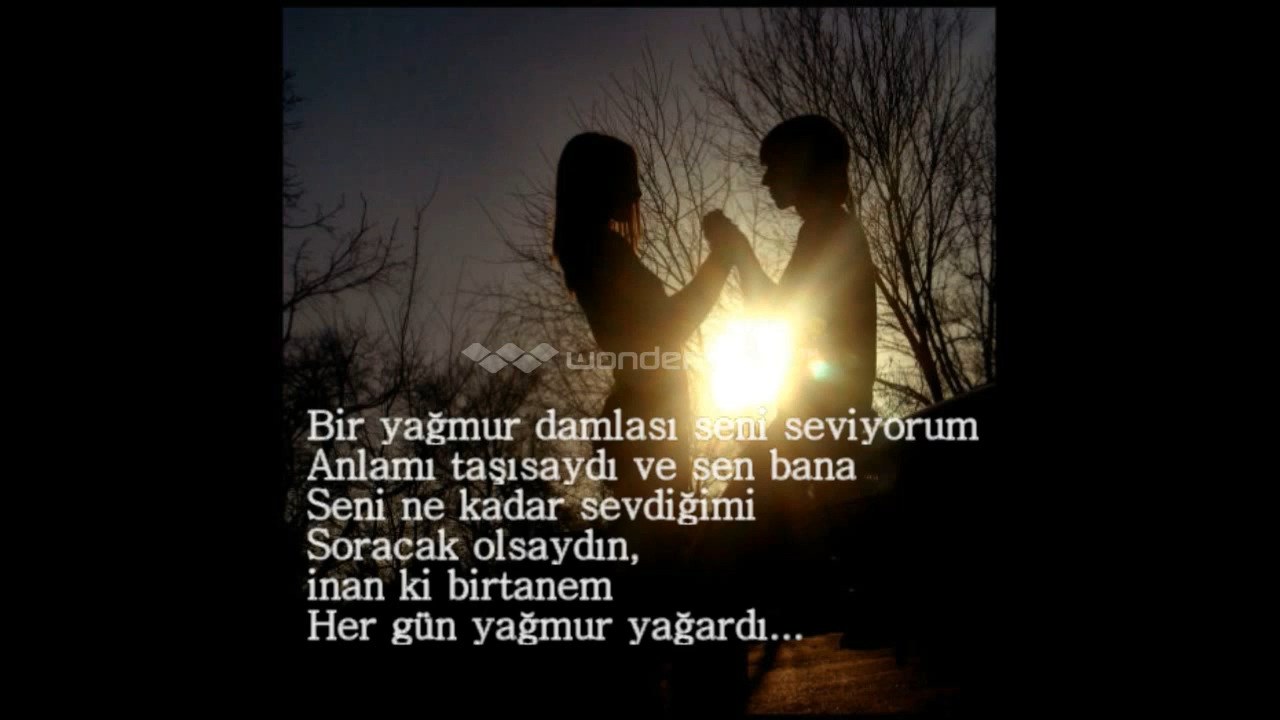 wonde
Bir yağmur damlası seni seviyorum
Anlamı taşısaydı ve sen bana
Seni ne kadar sevdiğimi
Soracak olsaydın,
inan ki birtanem
Her gün yağmur yağardı...